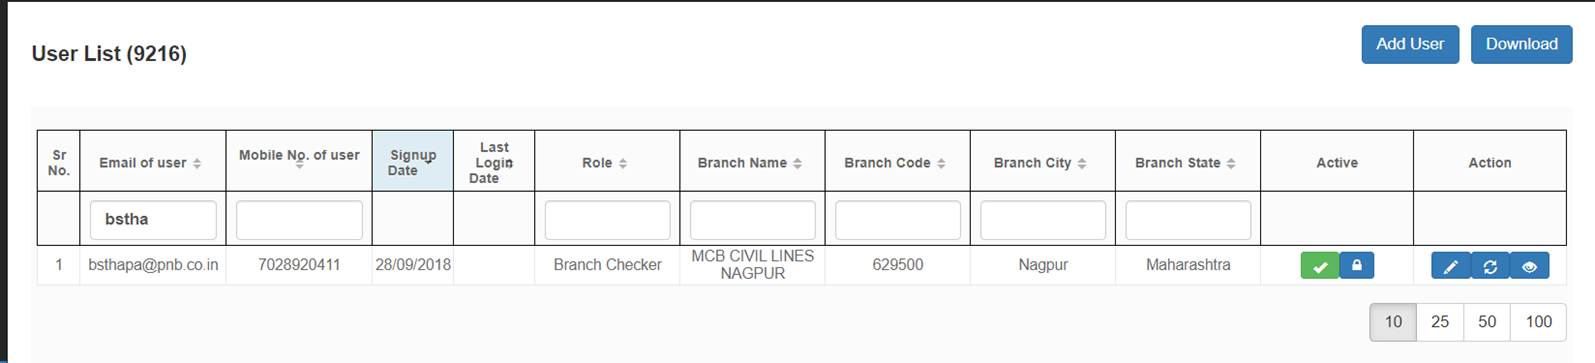 User List (9216)
Add User
Download
Sr No.
Email of user
Mobile No. of user
Signup Date
Last Login Date
Role
Branch Name
Branch Code
Branch City
Branch State
Active
Action
bstha
1
bsthapa@pnb.co.in
7028920411
28/09/2018
Branch Checker
MCB CIVIL LINES
NAGPUR
629500
Nagpur
Maharashtra
10
25
50
100